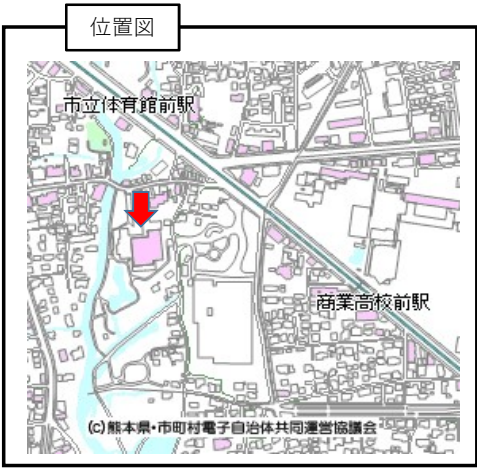 位置図
市立体育館前駅
商業高校前駅
(c)熊本県・市町村電子自治体共同運営協議会